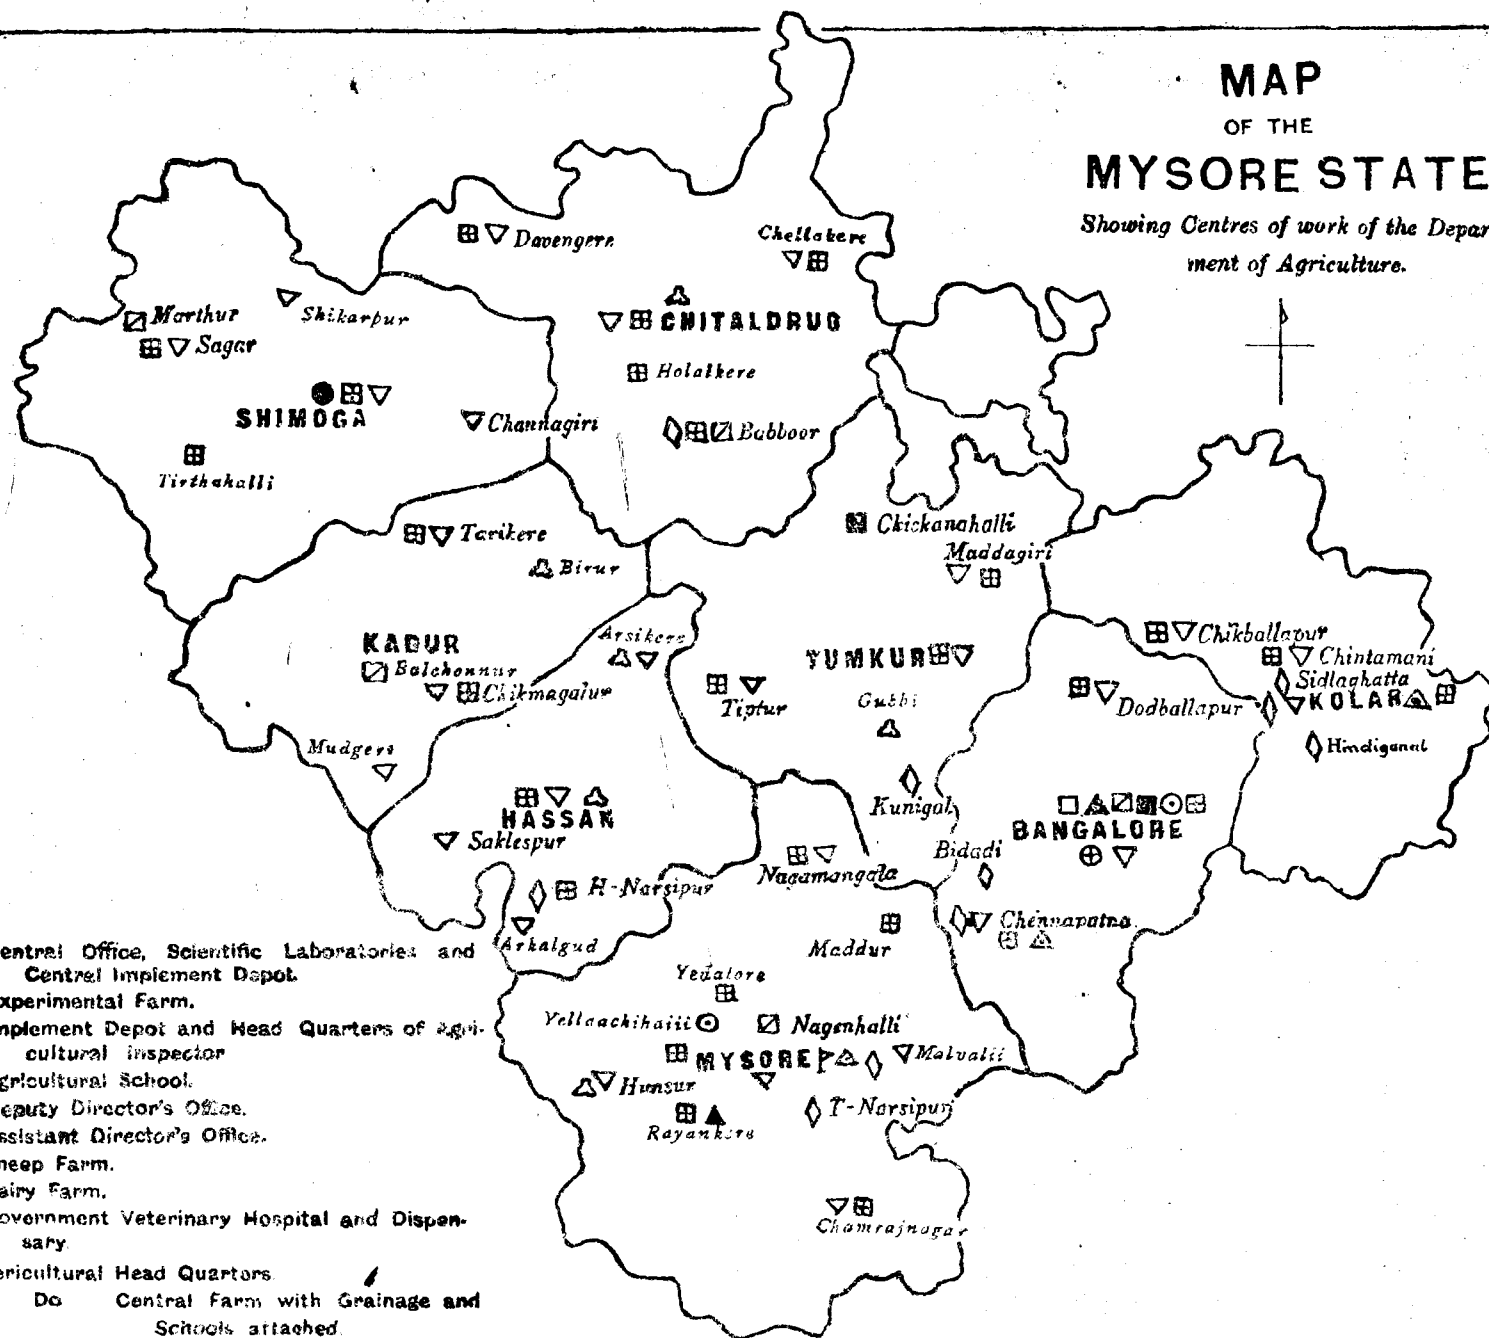 MAP
OF THE
MYSORE STATE
Showing Centres of work of the Depar
ment of Agriculture.
Davengere
Chellakere
Marthur
Shikarpur
Sagar
CHITALDRUG
Holalkere
SHIMOGA
Channagiri
Babboor
Tirthahalli
Tarikere
Chickanahalli
Maddagiri
Birur
KADUR
Arsikere
TUMKUR
Chikballapur
Balehonnur
Chintamani
Chikmagalur
Sidlaghatta
Tiptur
Gubbi
Dodballapur
KOLAR
Mudgere
Hindiganal
HASSAN
Kunigal
BANGALORE
Saklespur
Bidadi
H-Narsipur
Nagamangala
Arkalgud
Maddur
Chennapatna
Yedatore
Nagenhalli
MYSORE
Malvalli
Hunsur
T-Narsipur
Rayankere
Chamrajnagar
entral Office, Scientific Laboratories and
Central Implement Depot.
xperimental Farm.
mplement Depot and Head Quarters of Agri-
cultural Inspector
gricultural School.
eputy Director's Office.
ssistant Director's Office.
heep Farm.
airy Farm.
overnment Veterinary Hospital and Dispen-
sary.
ericultural Head Quarters.
Do Central Farm with Grainage and
Schools attached.